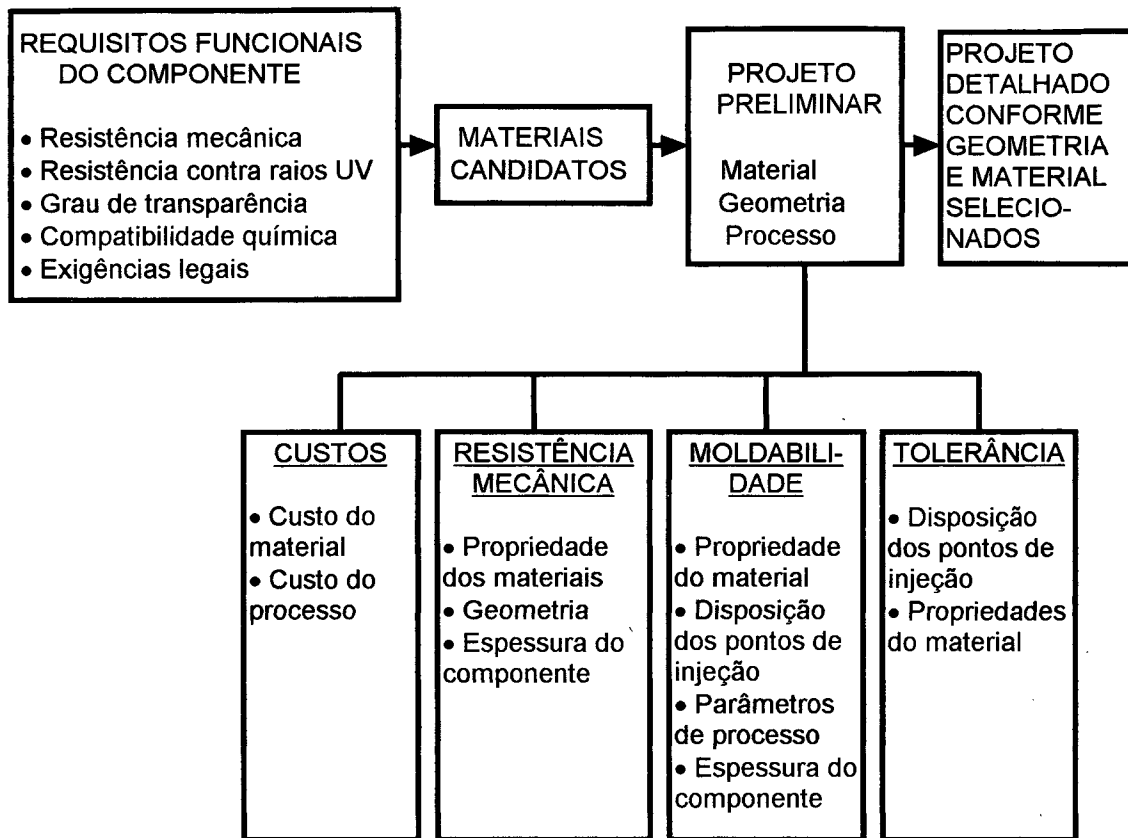 REQUISITOS FUNCIONAIS
DO COMPONENTE
• Resistência mecânica
• Resistência contra raios UV
• Grau de transparência
• Compatibilidade química
• Exigências legais
MATERIAIS
CANDIDATOS
PROJETO
PRELIMINAR
Material
Geometria
Processo
PROJETO
DETALHADO
CONFORME
GEOMETRIA
E MATERIAL
SELECIO-
NADOS
CUSTOS
• Custo do
material
• Custo do
processo
RESISTÊNCIA
MECÂNICA
• Propriedade
dos materiais
• Geometria
• Espessura do
componente
MOLDABILI-
DADE
• Propriedade
do material
• Disposição
dos pontos de
injeção
• Parâmetros
de processo
• Espessura do
componente
TOLERÂNCIA
• Disposição
dos pontos de
injeção
• Propriedades
do material